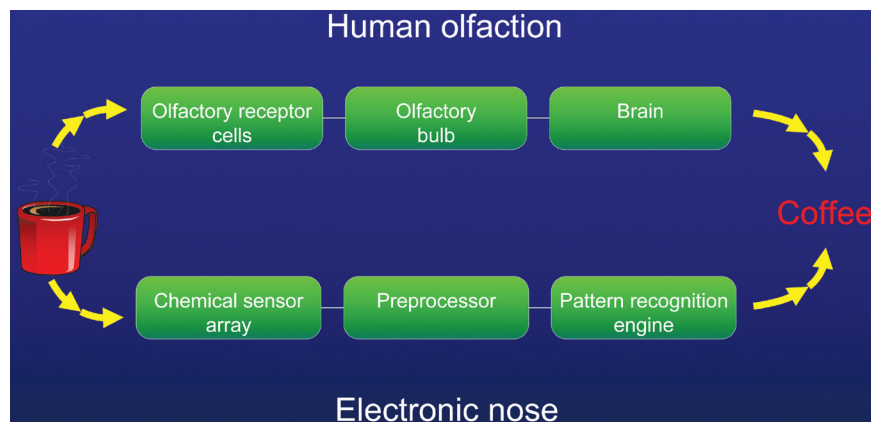 Human olfaction
Olfactory receptor
cells
Olfactory
bulb
Brain
Coffee
Chemical sensor
array
Preprocessor
Pattern recognition
engine
Electronic nose